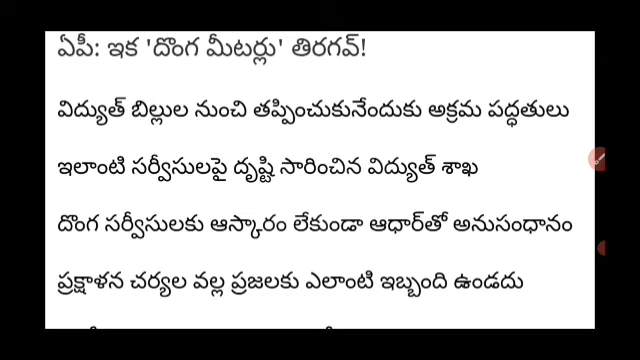 ఏపీ: ఇక 'దొంగ మీటర్లు' తిరగవ్!
విద్యుత్ బిల్లుల నుంచి తప్పించుకునేందుకు అక్రమ పద్ధతులు
ఇలాంటి సర్వీసులపై దృష్టి సారించిన విద్యుత్ శాఖ
దొంగ సర్వీసులకు ఆస్కారం లేకుండా ఆధార్‌తో అనుసంధానం
ప్రక్షాళన చర్యల వల్ల ప్రజలకు ఎలాంటి ఇబ్బంది ఉండదు